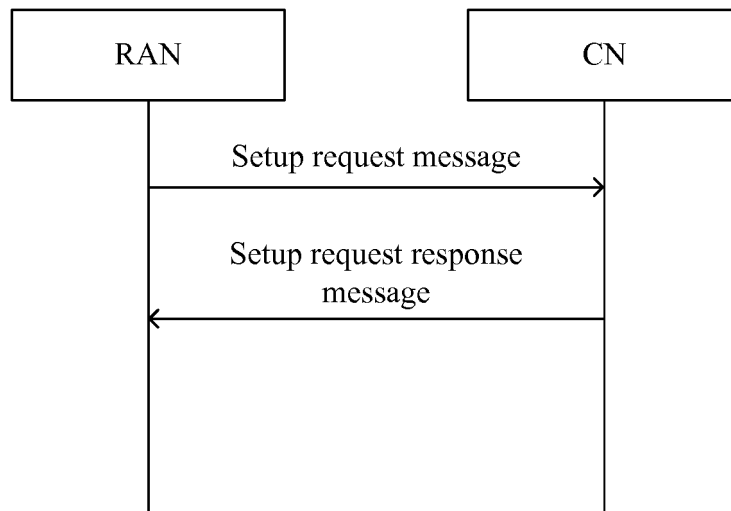 RAN
CN
Setup request message
Setup request response
message